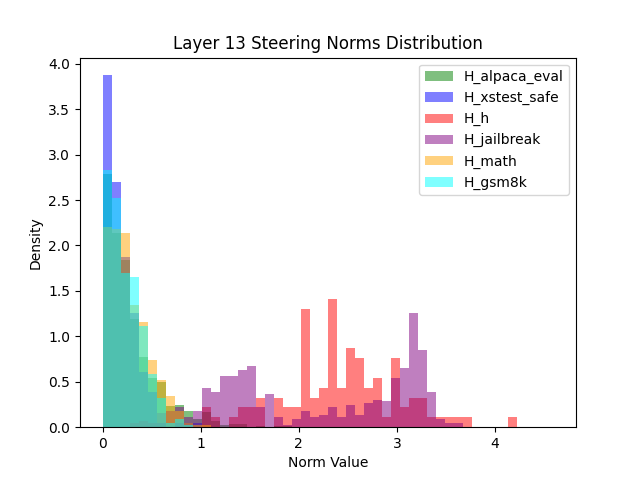 Layer 13 Steering Norms Distribution
4.0
3.5
3.0
2.5
2.0
1.5
1.0
0.5
0.0
Density
H_alpaca_eval
H_xstest_safe
H_h
H_jailbreak
H_math
H_gsm8k
0 1 2 3 4
Norm Value